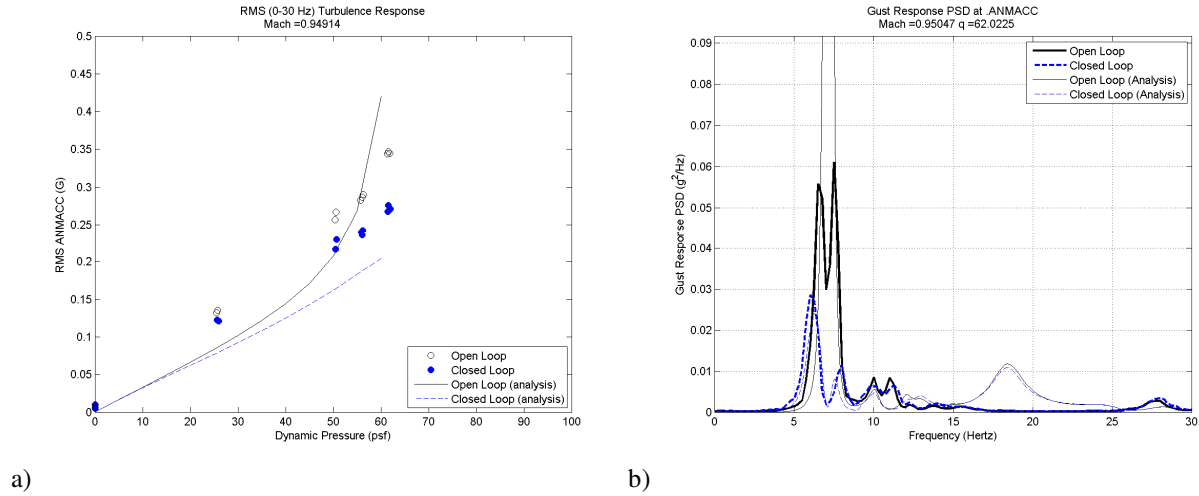 RMS (0-30 Hz) Turbulence Response
Mach =0.94914
0.5
0.45
0.4
0.35
0.3
0.25
0.2
0.15
0.1
0.05
0
RMS ANMACC (G)
0 10 20 30 40 50 60 70 80 90 100
Dynamic Pressure (psf)
Open Loop
Closed Loop
Open Loop (analysis)
Closed Loop (analysis)
a)
Gust Response PSD at .ANMACC
Mach =0.95047 q =62.0225
0.09
0.08
0.07
0.06
0.05
0.04
0.03
0.02
0.01
0
Gust Response PSD (g²/Hz)
0 5 10 15 20 25 30
Frequency (Hertz)
Open Loop
Closed Loop
Open Loop (Analysis)
Closed Loop (Analysis)
b)